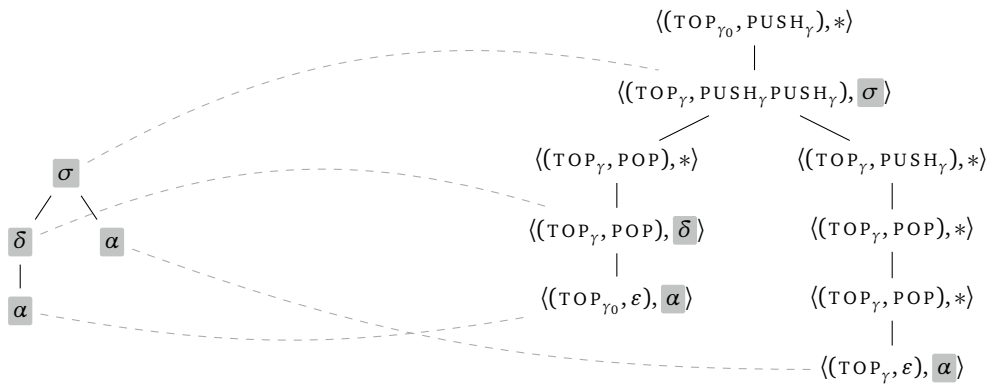 ⟨(TOP_γ₀, PUSH_γ), *⟩
⟨(TOP_γ, PUSH_γPUSH_γ), σ⟩
σ
⟨(TOP_γ, POP), *⟩ ⟨(TOP_γ, PUSH_γ), *⟩
δ α
⟨(TOP_γ, POP), δ⟩ ⟨(TOP_γ, POP), *⟩
α
⟨(TOP_γ₀, ε), α⟩ ⟨(TOP_γ, POP), *⟩
⟨(TOP_γ, ε), α⟩